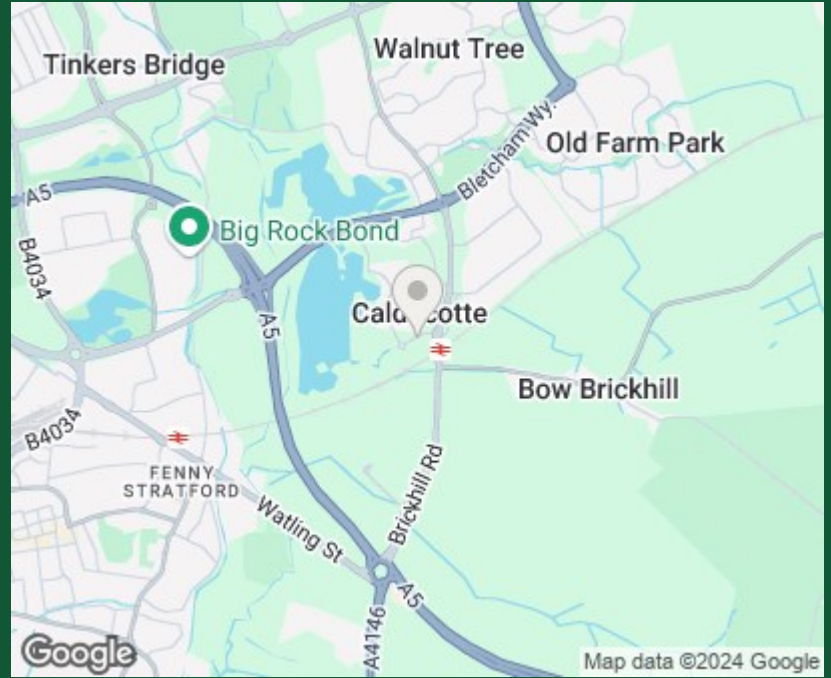 Walnut Tree
Tinkers Bridge
Bletcham Wy.
Old Farm Park
A5
Big Rock Bond
B4034
A5
Bow Brickhill
B4034
FENNY
STRATFORD
Brickhill Rd
Watling St
A5
A4146
Google
Map data ©2024 Google